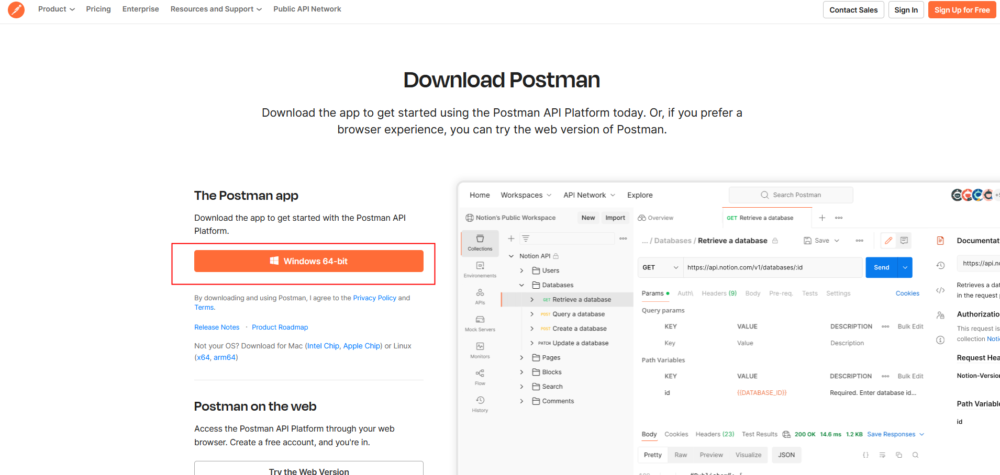 Product Pricing Enterprise Resources and Support Public API Network Contact Sales Sign In Sign Up for Free
Download Postman
Download the app to get started using the Postman API Platform today. Or, if you prefer a
browser experience, you can try the web version of Postman.
The Postman app
Download the app to get started with the Postman API
Platform.
Windows 64-bit
By downloading and using Postman, I agree to the Privacy Policy and
Terms.
Release Notes · Product Roadmap
Not your OS? Download for Mac (Intel Chip, Apple Chip) or Linux
(x64, arm64)
Postman on the web
Access the Postman API Platform through your web
browser. Create a free account, and you're in.
Try the Web Version
Home Workspaces API Network Explore Search Postman
Notion's Public Workspace New Import
Collections
Environements
APIs
Mock Servers
Monitors
Flow
History
Notion API
Users
Databases
GET Retrieve a database
POST Query a database
POST Create a database
PATCH Update a database
Pages
Blocks
Search
Comments
Overview GET Retrieve a database
... / Databases / Retrieve a database Save
GET https://api.notion.com/v1/databases/:id Send
Params Auth\ Headers (9) Body Pre-req. Tests Settings Cookies
Query params
KEY VALUE DESCRIPTION Bulk Edit
Key Value Description
Path Variables
KEY VALUE DESCRIPTION Bulk Edit
id {{DATABASE_ID}} Required. Enter database id...
Body Cookies Headers (23) Test Results 200 OK 14.6 ms 1.2 KB Save Responses
Pretty Raw Preview Visualize JSON {}
Documentat
https://api.no
Retrieves a dat
in the request p
Authorizatio
This request is
collection Notio
Request Hea
Notion-Version
Path Variable
id